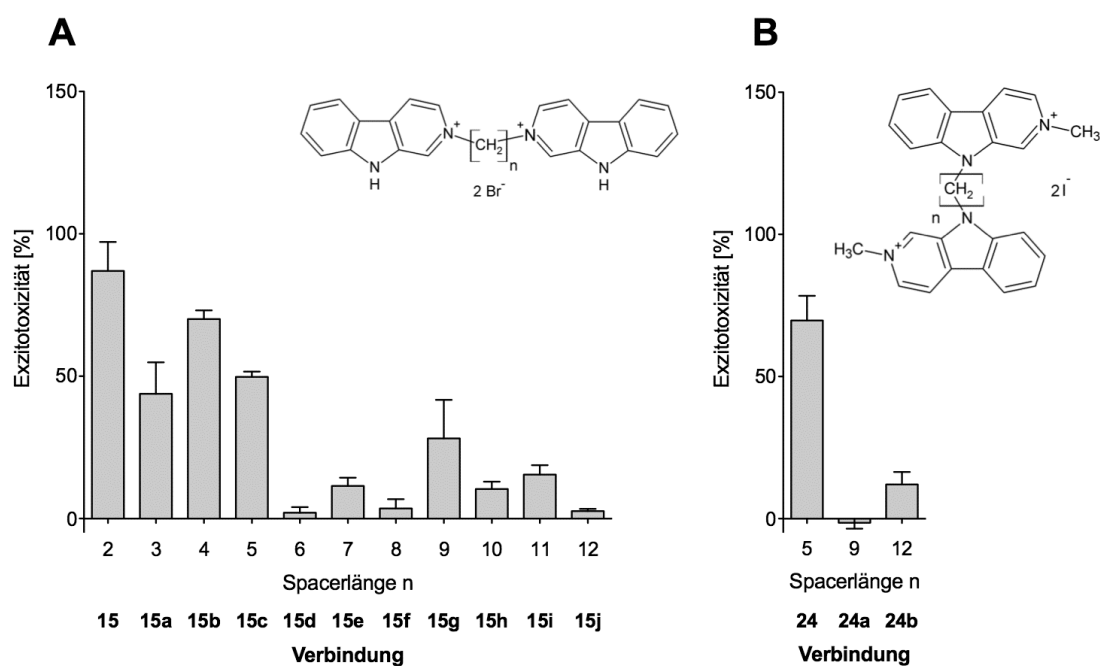 A
150
100
50
0
Exzitotoxizität [%]
N
+
[CH2]
n
+
N
N
H
2 Br-
N
H
2 3 4 5 6 7 8 9 10 11 12
Spacerlänge n
15 15a 15b 15c 15d 15e 15f 15g 15h 15i 15j
Verbindung
B
150
100
50
0
Exzitotoxizität [%]
N
+
CH3
N
CH2
n
2I-
N
H3C
N
+
5 9 12
Spacerlänge n
24 24a 24b
Verbindung